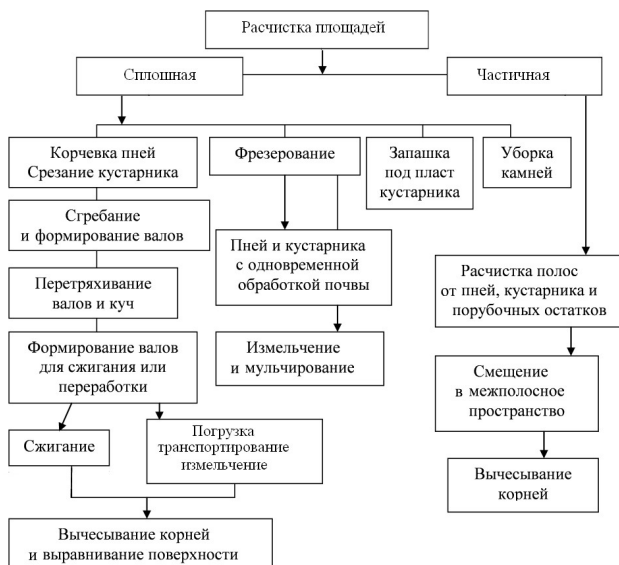 Расчистка площадей
Сплошная
Частичная
Корчевка пней
Срезание кустарника
Фрезерование
Запашка
под пласт
кустарника
Уборка
камней
Сгребание
и формирование валов
Пней и кустарника
с одновременной
обработкой почвы
Перетряхивание
валов и куч
Расчистка полос
от пней, кустарника и
порубочных остатков
Формирование валов
для сжигания или
переработки
Измельчение
и мульчирование
Смещение
в межполосное
пространство
Сжигание
Погрузка
транспортирование
измельчение
Вычесывание
корней
Вычесывание корней
и выравнивание поверхности